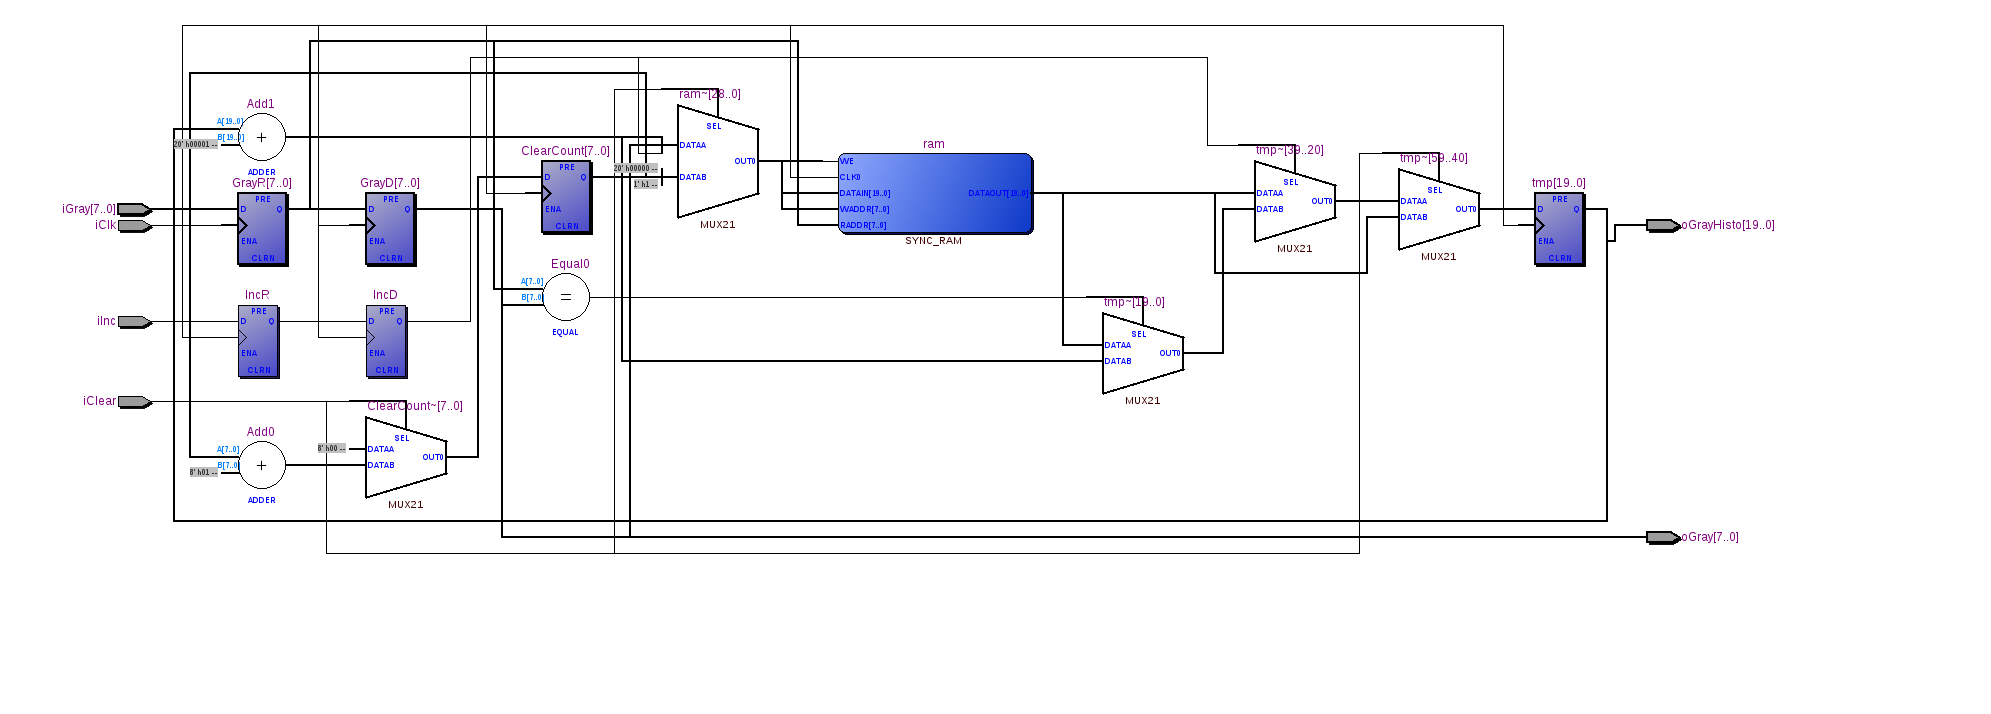 Add1
A[19..0]
B[19..0]
20' h00001 --
ADDER
GrayR[7..0]
PRE
D Q
ENA
CLRN
GrayD[7..0]
PRE
D Q
ENA
CLRN
iGray[7..0]
iClk
IncR
PRE
D Q
ENA
CLRN
IncD
PRE
D Q
ENA
CLRN
iInc
iClear
Add0
A[7..0]
B[7..0]
8' h01 --
ADDER
ClearCount~[7..0]
SEL
8' h00 --
DATAA
DATAB
OUT0
MUX21
ClearCount[7..0]
PRE
D Q
ENA
CLRN
Equal0
A[7..0]
B[7..0]
=
EQUAL
ram~[28..0]
SEL
20' h00000 --
1' h1 --
DATAA
DATAB
OUT0
MUX21
ram
WE
CLK0
DATAIN[19..0]
WADDR[7..0]
RADDR[7..0]
DATAOUT[19..0]
SYNC_RAM
tmp~[19..0]
SEL
DATAA
DATAB
OUT0
MUX21
tmp~[39..20]
SEL
DATAA
DATAB
OUT0
MUX21
tmp~[59..40]
SEL
DATAA
DATAB
OUT0
MUX21
tmp[19..0]
PRE
D Q
ENA
CLRN
oGrayHisto[19..0]
oGray[7..0]